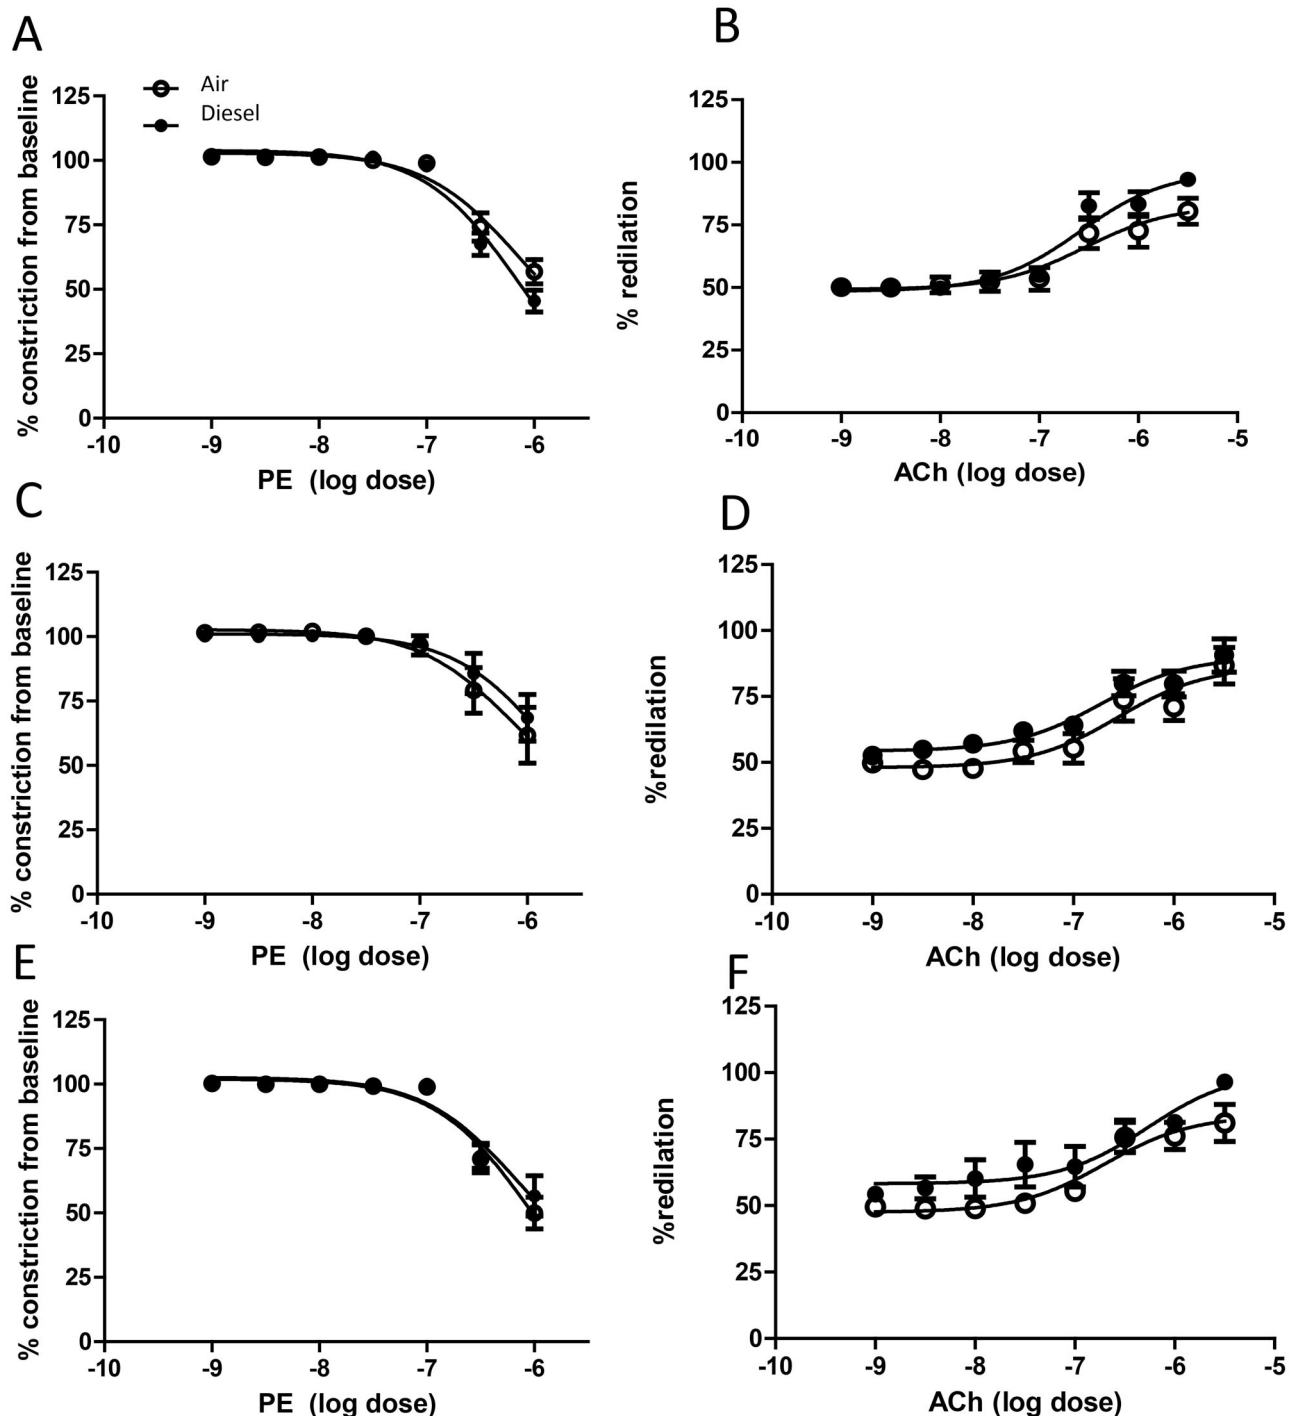 A
Air
Diesel
% constriction from baseline
125
100
75
50
25
0
-10 -9 -8 -7 -6
PE (log dose)
B
% redilation
125
100
75
50
25
0
-10 -9 -8 -7 -6 -5
ACh (log dose)
C
% constriction from baseline
125
100
75
50
25
0
-10 -9 -8 -7 -6
PE (log dose)
D
%redilation
125
100
75
50
25
0
-10 -9 -8 -7 -6 -5
ACh (log dose)
E
% constriction from baseline
125
100
75
50
25
0
-10 -9 -8 -7 -6
PE (log dose)
F
%redilation
125
100
75
50
25
0
-10 -9 -8 -7 -6 -5
ACh (log dose)